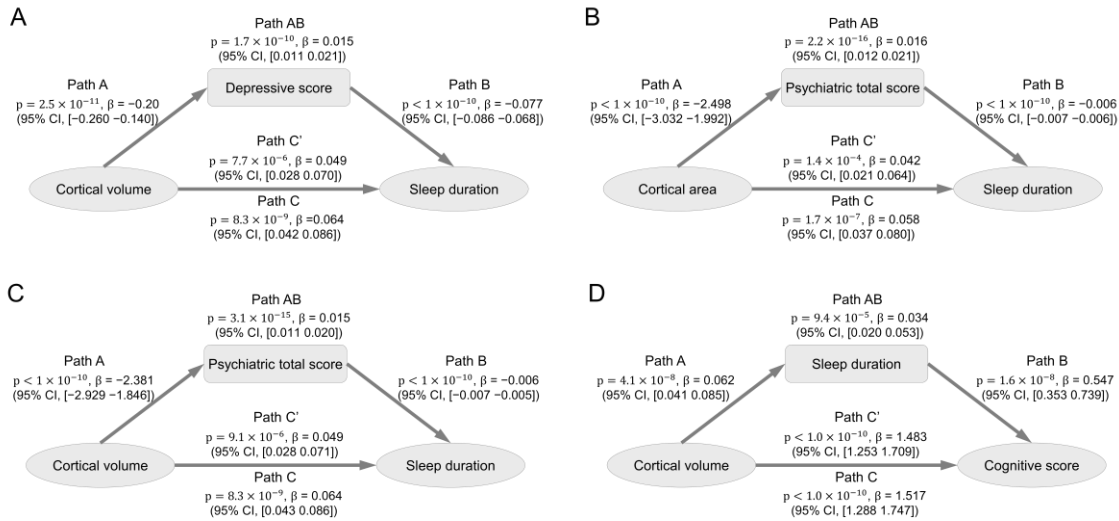 A
Path AB
p = 1.7 × 10⁻¹⁰, β = 0.015
(95% CI, [0.011 0.021])
Path A
p = 2.5 × 10⁻¹¹, β = −0.20
(95% CI, [−0.260 −0.140])
Depressive score
Path B
p < 1 × 10⁻¹⁰, β = −0.077
(95% CI, [−0.086 −0.068])
Path C’
p = 7.7 × 10⁻⁶, β = 0.049
(95% CI, [0.028 0.070])
Cortical volume
Sleep duration
Path C
p = 8.3 × 10⁻⁹, β =0.064
(95% CI, [0.042 0.086])
B
Path AB
p = 2.2 × 10⁻¹⁶, β = 0.016
(95% CI, [0.012 0.021])
Path A
p < 1 × 10⁻¹⁰, β = −2.498
(95% CI, [−3.032 −1.992])
Psychiatric total score
Path B
p < 1 × 10⁻¹⁰, β = −0.006
(95% CI, [−0.007 −0.006])
Path C’
p = 1.4 × 10⁻⁴, β = 0.042
(95% CI, [0.021 0.064])
Cortical area
Sleep duration
Path C
p = 1.7 × 10⁻⁷, β = 0.058
(95% CI, [0.037 0.080])
C
Path AB
p = 3.1 × 10⁻¹⁵, β = 0.015
(95% CI, [0.011 0.020])
Path A
p < 1 × 10⁻¹⁰, β = −2.381
(95% CI, [−2.929 −1.846])
Psychiatric total score
Path B
p < 1 × 10⁻¹⁰, β = −0.006
(95% CI, [−0.007 −0.005])
Path C’
p = 9.1 × 10⁻⁶, β = 0.049
(95% CI, [0.028 0.071])
Cortical volume
Sleep duration
Path C
p = 8.3 × 10⁻⁹, β = 0.064
(95% CI, [0.043 0.086])
D
Path AB
p = 9.4 × 10⁻⁵, β = 0.034
(95% CI, [0.020 0.053])
Path A
p = 4.1 × 10⁻⁸, β = 0.062
(95% CI, [0.041 0.085])
Sleep duration
Path B
p = 1.6 × 10⁻⁸, β = 0.547
(95% CI, [0.353 0.739])
Path C’
p < 1.0 × 10⁻¹⁰, β = 1.483
(95% CI, [1.253 1.709])
Cortical volume
Cognitive score
Path C
p < 1.0 × 10⁻¹⁰, β = 1.517
(95% CI, [1.288 1.747])